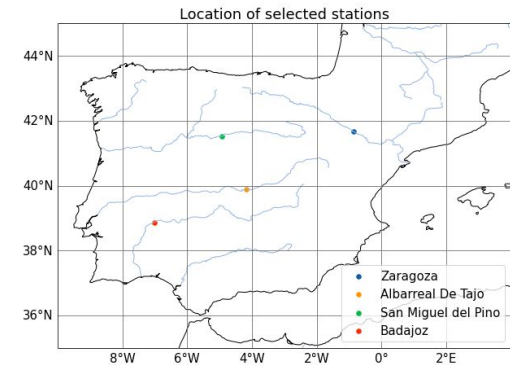 Location of selected stations
44°N
42°N
40°N
38°N
36°N
Zaragoza
Albarreal De Tajo
San Miguel del Pino
Badajoz
8°W 6°W 4°W 2°W 0° 2°E